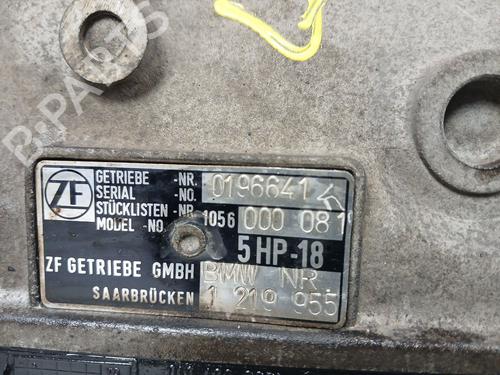 B-PARTS
ZF
GETRIEBE -NR. 0196641
SERIAL -NO.
STÜCKLISTEN -NR. 1056 000 081
MODEL -NO.
5 HP-18
ZF GETRIEBE GMBH BMW NR.
SAARBRÜCKEN 1 219 955